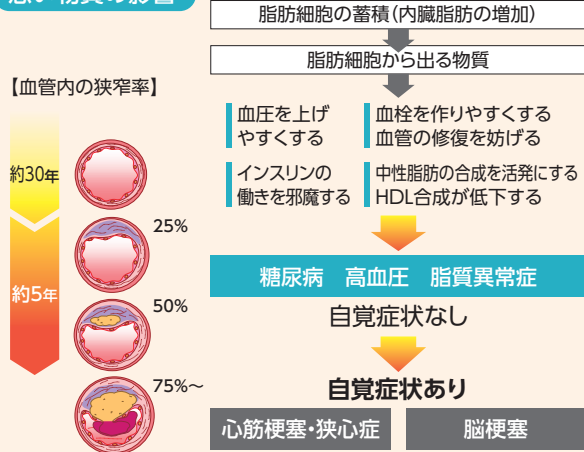 悪い物質の影響
【血管内の狭窄率】
約30年
約5年
25%
50%
75%～
脂肪細胞の蓄積(内臓脂肪の増加)
脂肪細胞から出る物質
血圧を上げ
やすくする
血栓を作りやすくする
血管の修復を妨げる
インスリンの
働きを邪魔する
中性脂肪の合成を活発にする
HDL合成が低下する
糖尿病 高血圧 脂質異常症
自覚症状なし
自覚症状あり
心筋梗塞・狭心症
脳梗塞